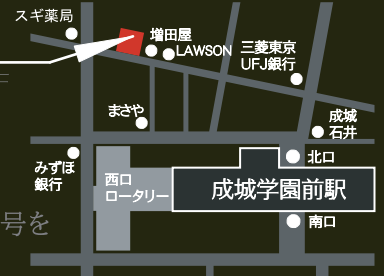 スギ薬局
増田屋
LAWSON
三菱東京
UFJ銀行
まさや
成城
石井
北口
みずほ
銀行
西口
ロータリー
成城学園前駅
号を
南口